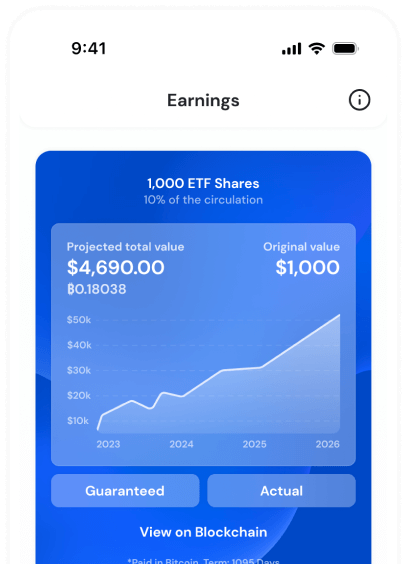 9:41
Earnings
1,000 ETF Shares
10% of the circulation
Projected total value Original value
$4,690.00 $1,000
₿0.18038
$50k
$40k
$30k
$20k
$10k
2023 2024 2025 2026
Guaranteed Actual
View on Blockchain
*Paid in Bitcoin. Term: 1095 Days